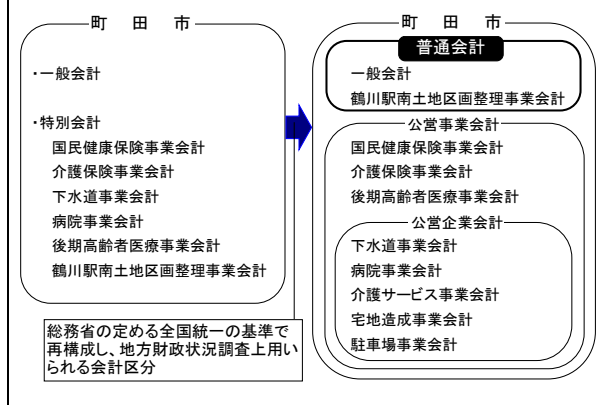 町　田　市
・一般会計
・特別会計
国民健康保険事業会計
介護保険事業会計
下水道事業会計
病院事業会計
後期高齢者医療事業会計
鶴川駅南土地区画整理事業会計
総務省の定める全国統一の基準で
再構成し、地方財政状況調査上用い
られる会計区分
町　田　市
普通会計
一般会計
鶴川駅南土地区画整理事業会計
公営事業会計
国民健康保険事業会計
介護保険事業会計
後期高齢者医療事業会計
公営企業会計
下水道事業会計
病院事業会計
介護サービス事業会計
宅地造成事業会計
駐車場事業会計